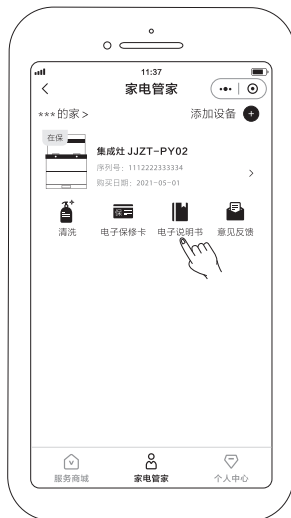 11:37
家电管家
***的家 >
添加设备
在保
集成灶 JJZT-PY02
序列号：1112222333334
购买日期：2021-05-01
清洗
保
电子保修卡
电子说明书
意见反馈
服务商城
家电管家
个人中心